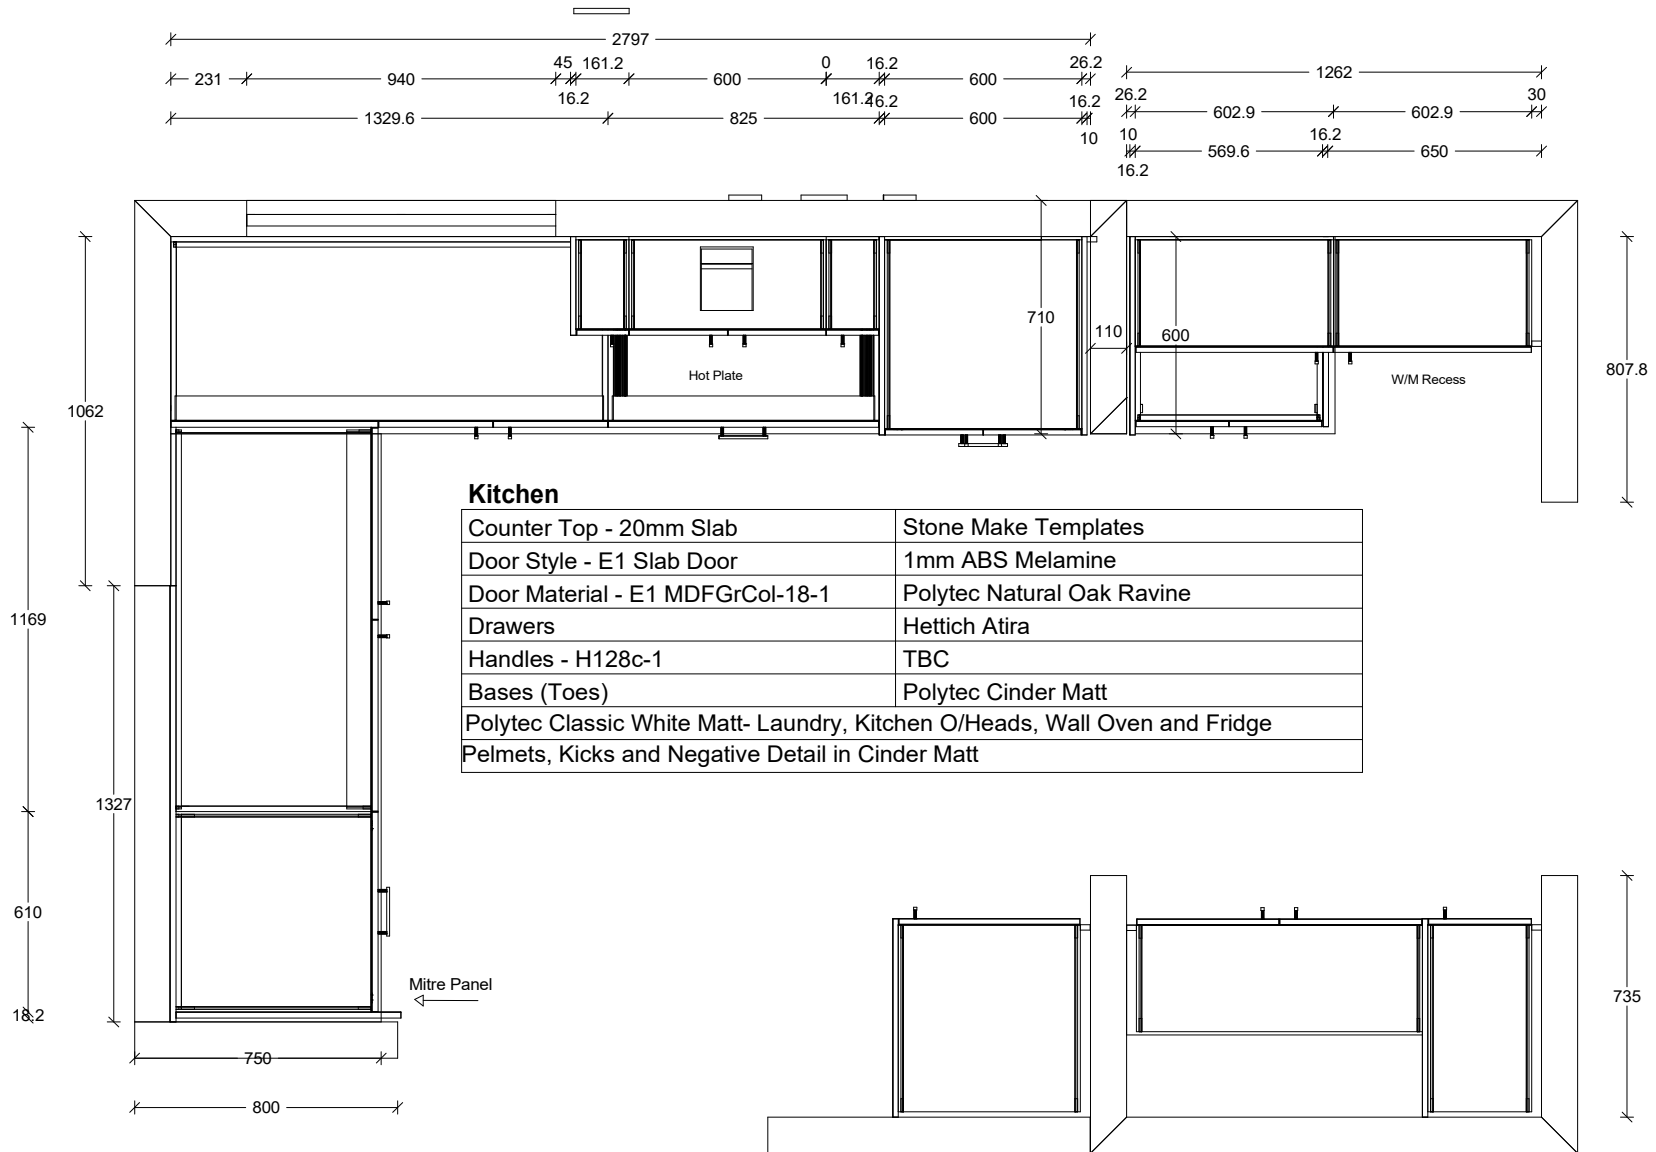 2797
231 940 45 161.2 600 0 16.2 600 26.2
16.2 161.2 16.2 16.2
1329.6 825 600
10
1262
26.2 30
602.9 602.9
10 16.2
569.6 650
16.2
710
110
600
807.8
Hot Plate
W/M Recess
1062
1169
1327
610
18.2
Kitchen
Counter Top - 20mm Slab Stone Make Templates
Door Style - E1 Slab Door 1mm ABS Melamine
Door Material - E1 MDFGrCol-18-1 Polytec Natural Oak Ravine
Drawers Hettich Atira
Handles - H128c-1 TBC
Bases (Toes) Polytec Cinder Matt
Polytec Classic White Matt- Laundry, Kitchen O/Heads, Wall Oven and Fridge
Pelmets, Kicks and Negative Detail in Cinder Matt
Mitre Panel
735
750
800